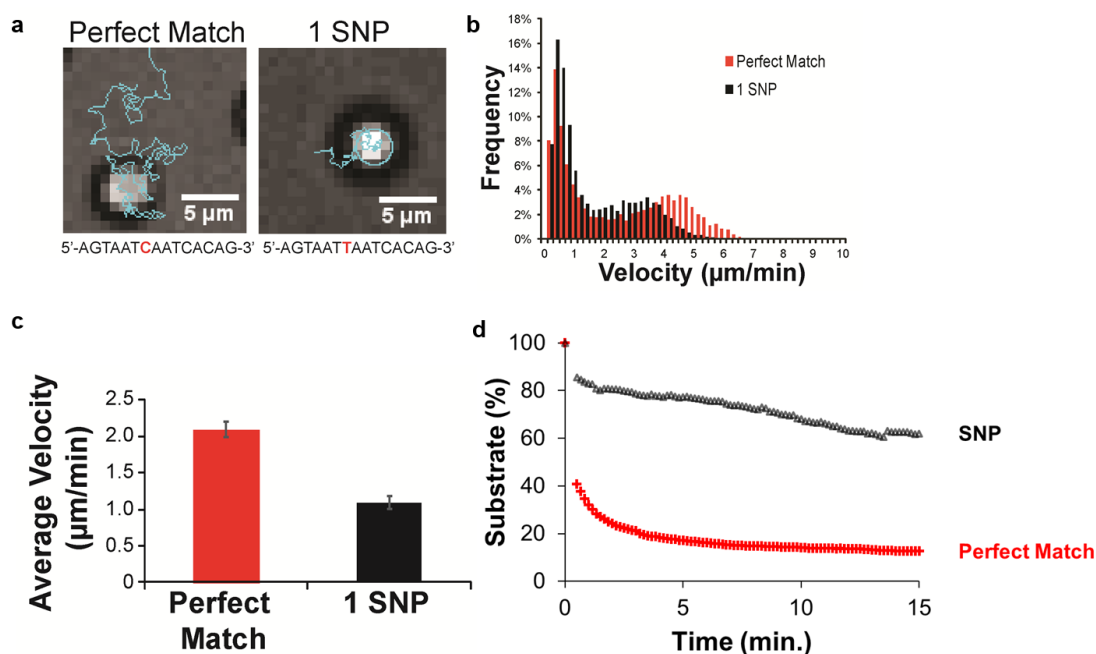 a
Perfect Match
1 SNP
5 µm
5 µm
5’-AGTAATCAATCACAG-3’
5’-AGTAATTAATCACAG-3’
b
18%
16%
14%
12%
10%
8%
6%
4%
2%
0%
Frequency
Perfect Match
1 SNP
0 1 2 3 4 5 6 7 8 9 10
Velocity (µm/min)
c
Average Velocity
(µm/min)
2.5
2.0
1.5
1.0
0.5
0
Perfect
Match
1 SNP
d
Substrate (%)
100
80
60
40
20
0
SNP
Perfect Match
0 5 10 15
Time (min.)